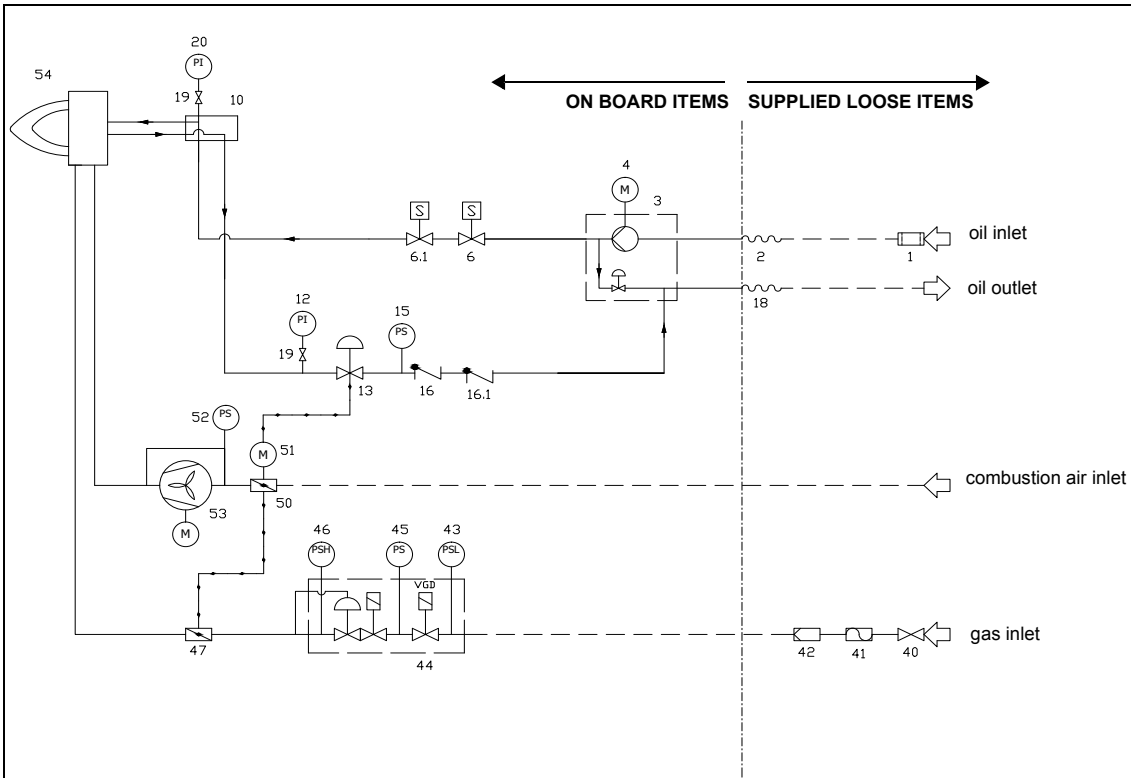 20
54
PI
19
10
ON BOARD ITEMS
SUPPLIED LOOSE ITEMS
4
M
3
S
S
6.1
6
2
1
oil inlet
18
oil outlet
12
15
PI
PS
19
13
16
16.1
52
PS
51
M
53
50
M
combustion air inlet
46
45
43
PSH
PS
PSL
VGD
47
44
42
41
40
gas inlet